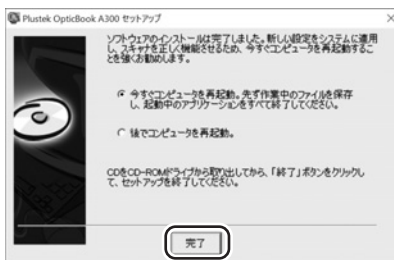 Plustek OpticBook A300 セットアップ
ソフトウェアのインストールは完了しました。新しい設定をシステムに適用
し、スキャナを正しく機能させるため、今すぐコンピュータを再起動するこ
とを強くお勧めします。
今すぐコンピュータを再起動。先ず作業中のファイルを保存
し、起動中のアプリケーションをすべて終了してください。
後でコンピュータを再起動。
CDをCD-ROMドライブから取り出してから、「終了」ボタンをクリックし
て、セットアップを終了してください。
完了